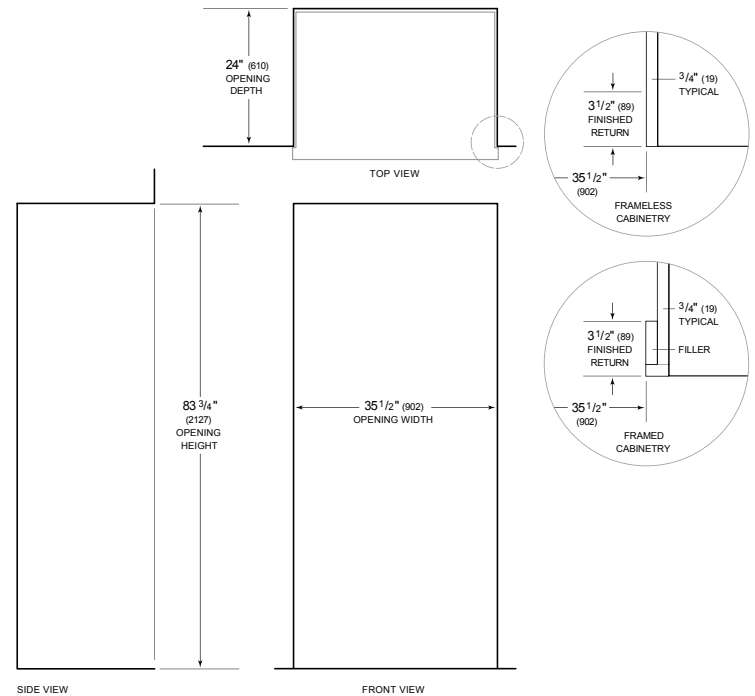 24" (610)
OPENING
DEPTH
TOP VIEW
3/4" (19)
TYPICAL
3 1/2" (89)
FINISHED
RETURN
35 1/2"
(902)
FRAMELESS
CABINETRY
3/4" (19)
TYPICAL
3 1/2" (89)
FINISHED
RETURN
FILLER
35 1/2"
(902)
FRAMED
CABINETRY
83 3/4"
(2127)
OPENING
HEIGHT
35 1/2" (902)
OPENING WIDTH
SIDE VIEW
FRONT VIEW